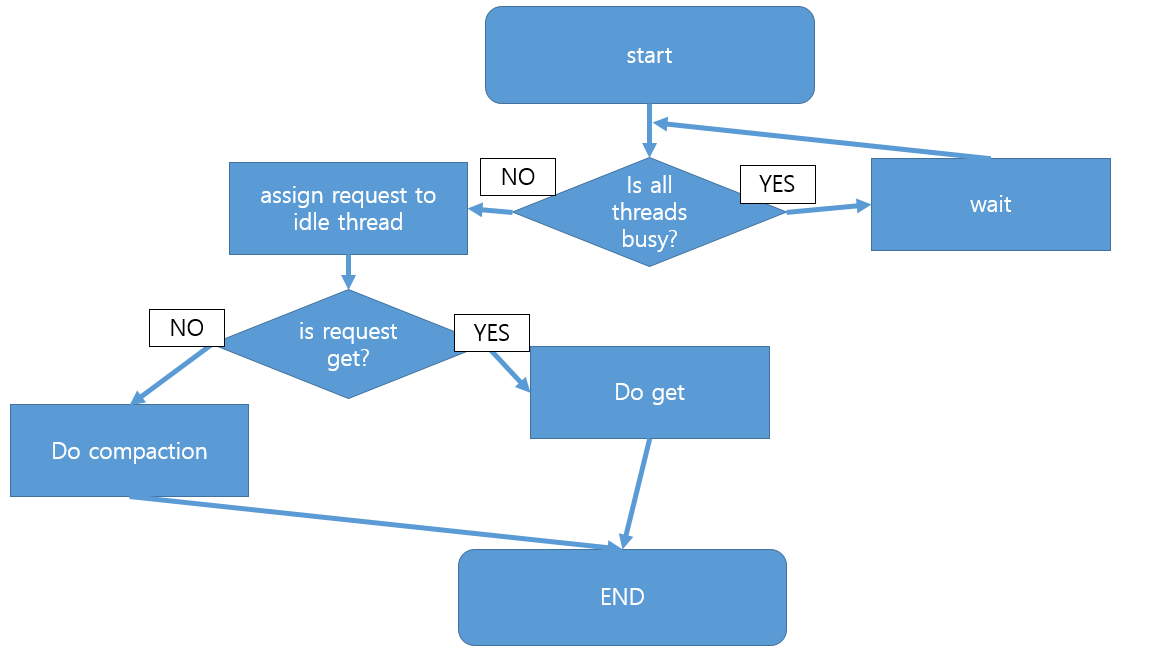 start
NO
Is all
threads
busy?
YES
wait
assign request to
idle thread
NO
is request
get?
YES
Do get
Do compaction
END